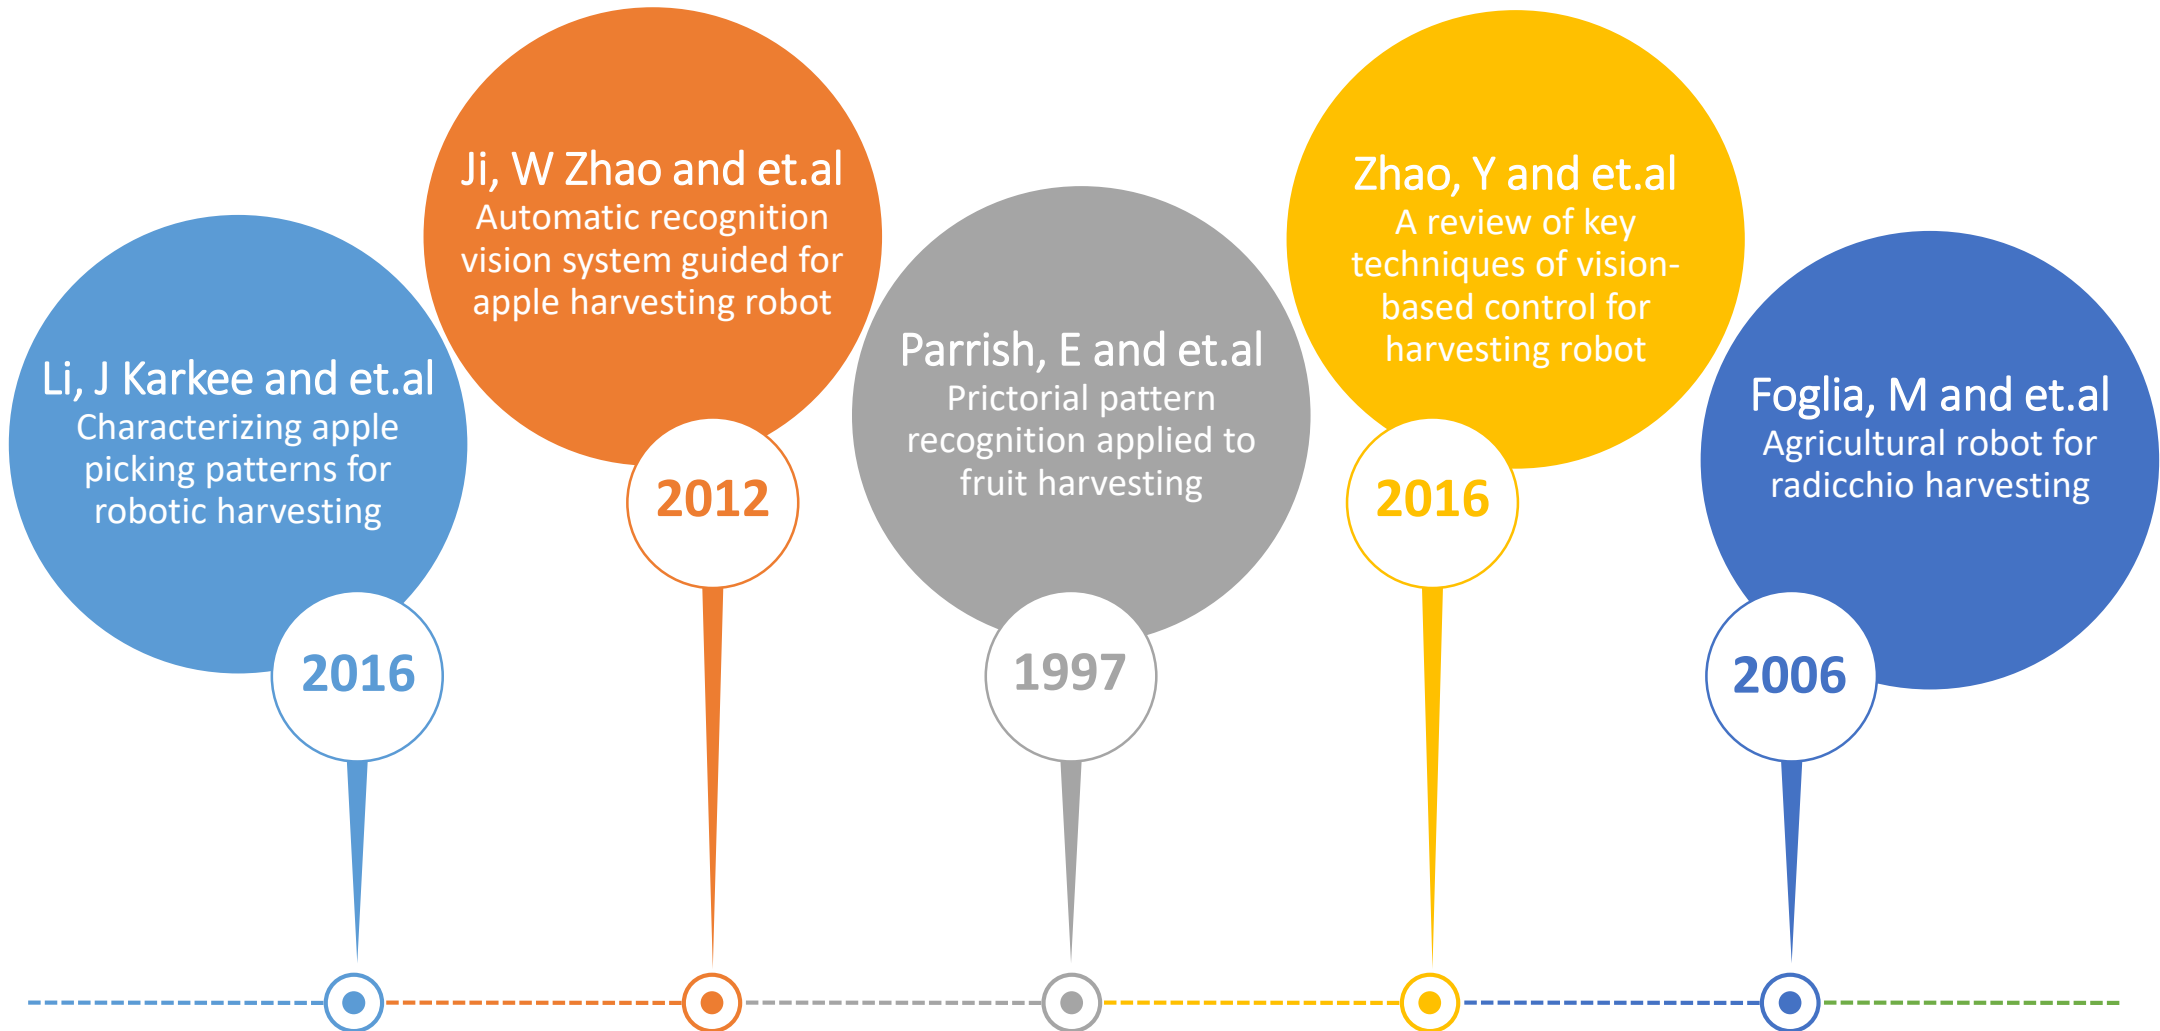 Li, J Karkee and et.al
Characterizing apple
picking patterns for
robotic harvesting
2016
Ji, W Zhao and et.al
Automatic recognition
vision system guided for
apple harvesting robot
2012
Parrish, E and et.al
Prictorial pattern
recognition applied to
fruit harvesting
1997
Zhao, Y and et.al
A review of key
techniques of vision-
based control for
harvesting robot
2016
Foglia, M and et.al
Agricultural robot for
radicchio harvesting
2006